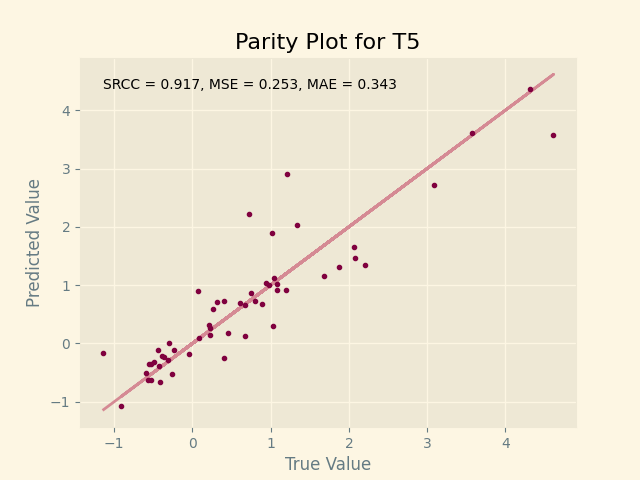 Parity Plot for T5
SRCC = 0.917, MSE = 0.253, MAE = 0.343
Predicted Value
4
3
2
1
0
−1
−1 0 1 2 3 4
True Value